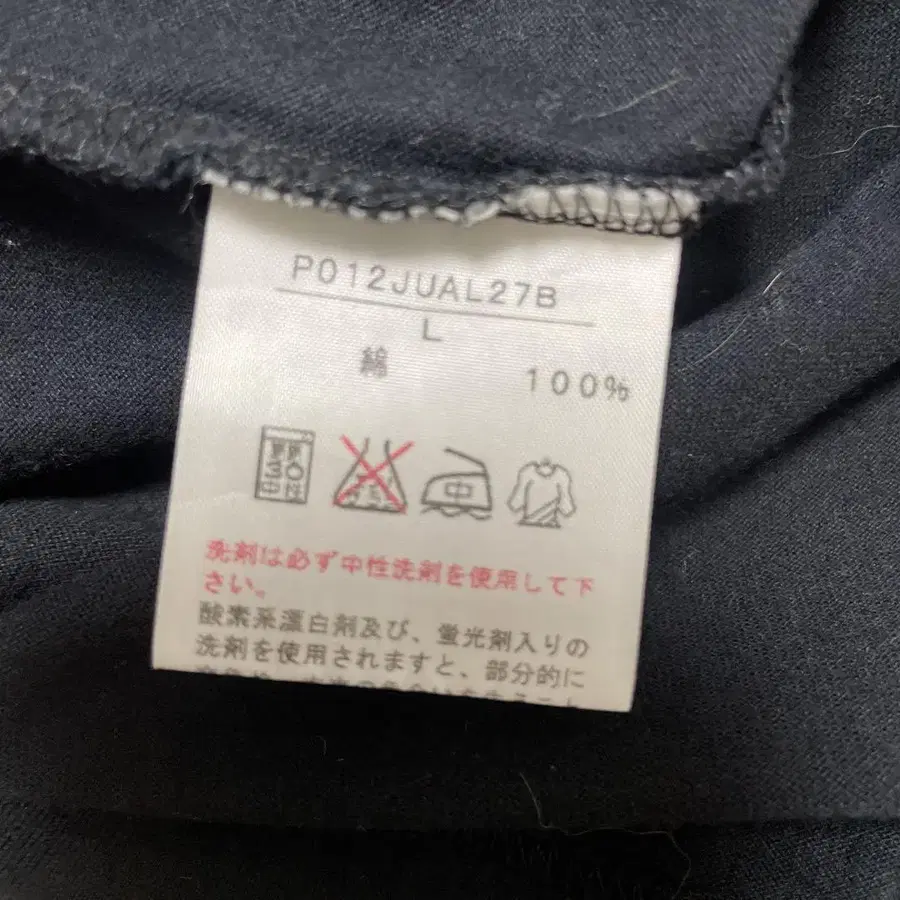 P012JUAL27B
L
綿 100%
30
中性
中
洗剤は必ず中性洗剤を使用して下
さい。
酸素系漂白剤及び、蛍光剤入りの
洗剤を使用されますと、部分的に